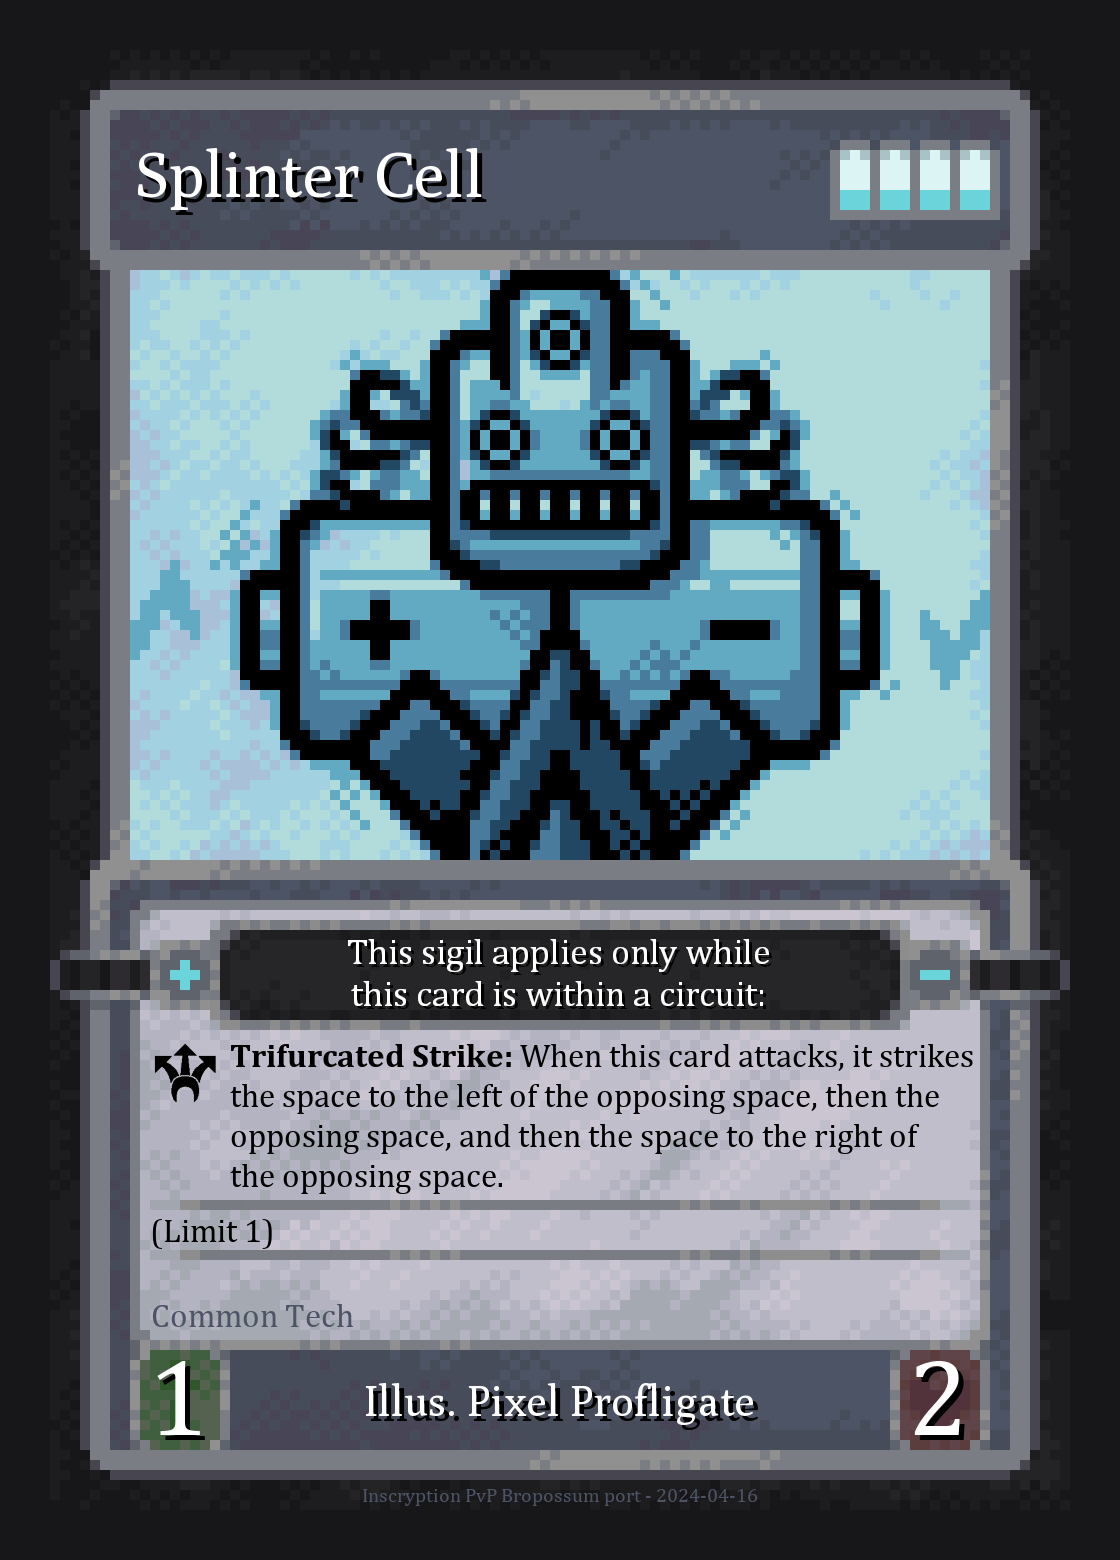 Splinter Cell
+ −
+ This sigil applies only while −
this card is within a circuit:
Trifurcated Strike: When this card attacks, it strikes
the space to the left of the opposing space, then the
opposing space, and then the space to the right of
the opposing space.
(Limit 1)
Common Tech
1 Illus. Pixel Profligate 2
Inscryption PvP Bropossum port - 2024-04-16